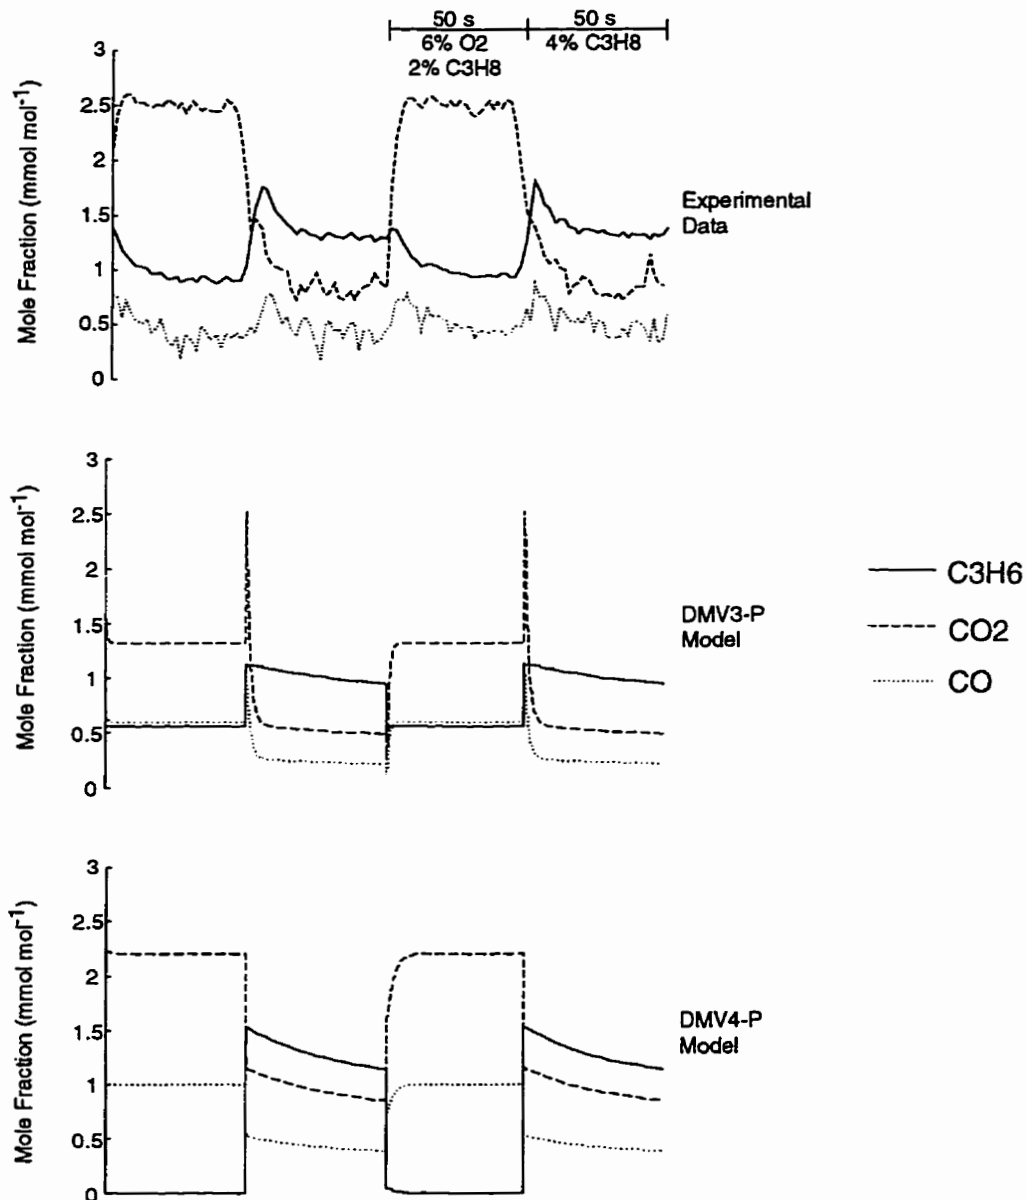 50 s 50 s
6% O2 4% C3H8
2% C3H8
3
2.5
2
1.5
1
0.5
0
Mole Fraction (mmol mol-1)
Experimental
Data
3
2.5
2
1.5
1
0.5
0
Mole Fraction (mmol mol-1)
DMV3-P
Model
C3H6
CO2
CO
3
2.5
2
1.5
1
0.5
0
Mole Fraction (mmol mol-1)
DMV4-P
Model